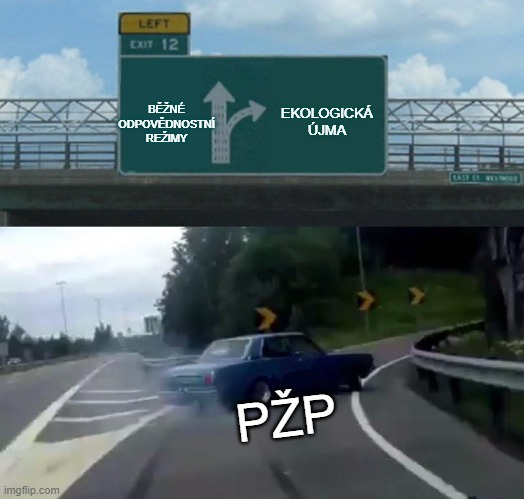 LEFT
EXIT 12
BĚŽNÉ
ODPOVĚDNOSTNÍ
REŽIMY
EKOLOGICKÁ
ÚJMA
PŽP
imgflip.com